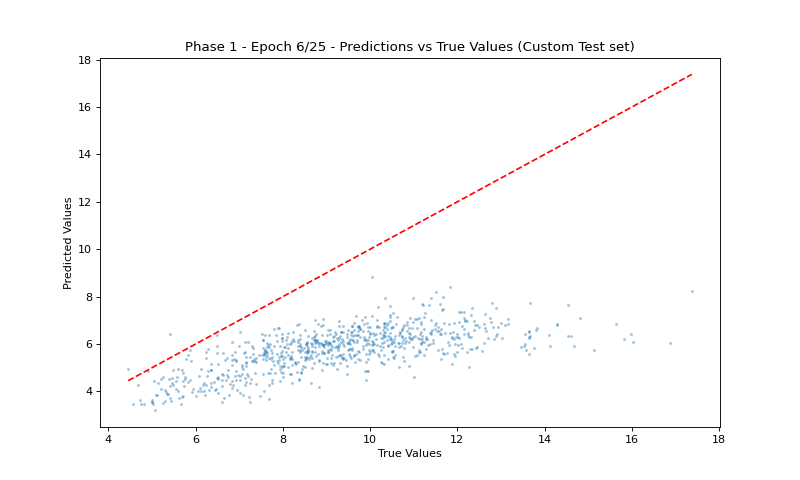 Phase 1 - Epoch 6/25 - Predictions vs True Values (Custom Test set)
18
16
14
12
10
8
6
4
Predicted Values
4 6 8 10 12 14 16 18
True Values